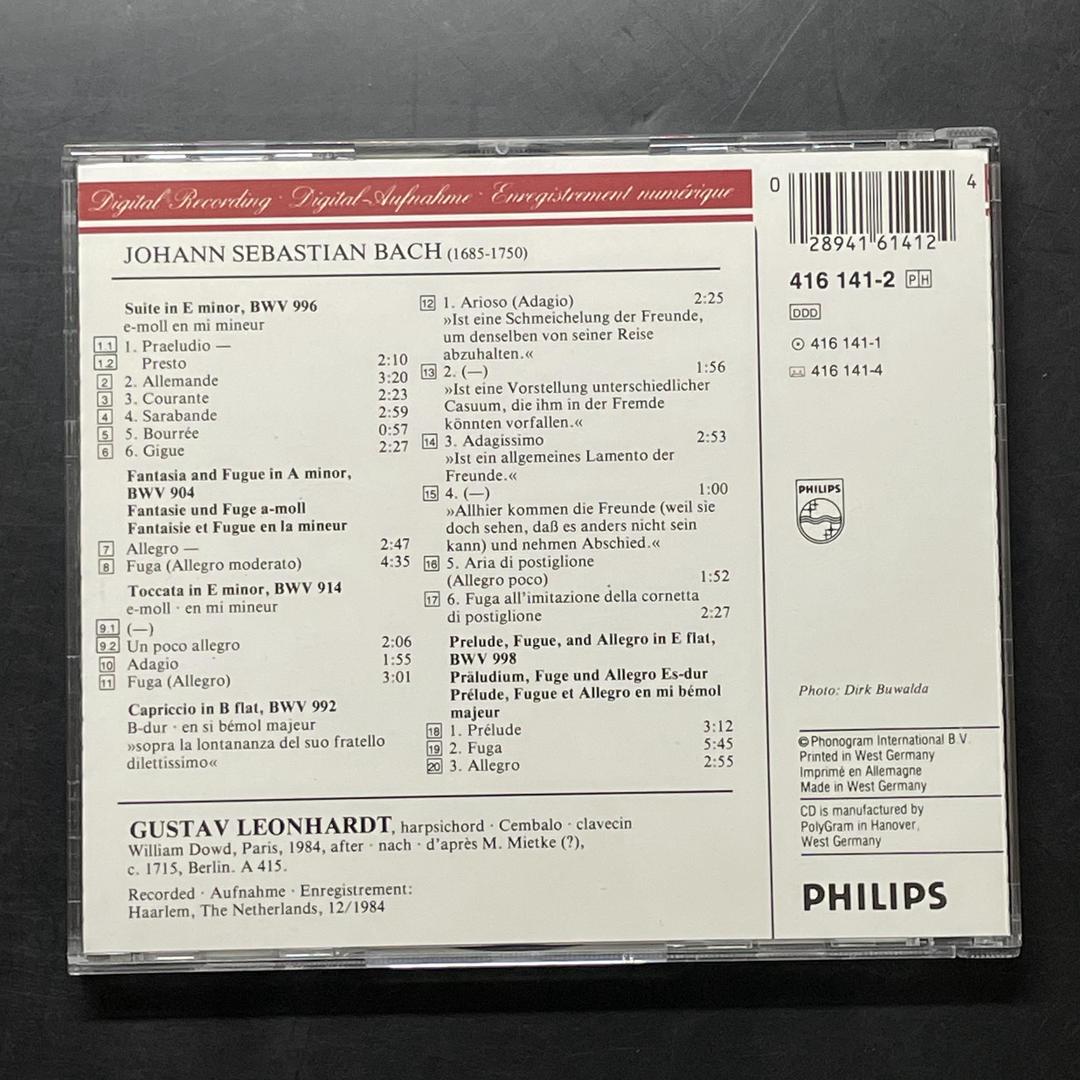 Digital Recording · Digital-Aufnahme · Enregistrement numérique
JOHANN SEBASTIAN BACH (1685-1750)
Suite in E minor, BWV 996
e-moll en mi mineur
1.1 1. Praeludio —
1.2 Presto 2:10
2 2. Allemande 3:20
3 3. Courante 2:23
4 4. Sarabande 2:59
5 5. Bourrée 0:57
6 6. Gigue 2:27
Fantasia and Fugue in A minor,
BWV 904
Fantasie und Fuge a-moll
Fantaisie et Fugue en la mineur
7 Allegro — 2:47
8 Fuga (Allegro moderato) 4:35
Toccata in E minor, BWV 914
e-moll · en mi mineur
9.1 (—)
9.2 Un poco allegro 2:06
10 Adagio 1:55
11 Fuga (Allegro) 3:01
Capriccio in B flat, BWV 992
B-dur · en si bémol majeur
»sopra la lontananza del suo fratello
dilettissimo«
12 1. Arioso (Adagio) 2:25
»Ist eine Schmeichelung der Freunde,
um denselben von seiner Reise
abzuhalten.«
13 2. (—) 1:56
»Ist eine Vorstellung unterschiedlicher
Casuum, die ihm in der Fremde
könnten vorfallen.«
14 3. Adagissimo 2:53
»Ist ein allgemeines Lamento der
Freunde.«
15 4. (—) 1:00
»Allhier kommen die Freunde (weil sie
doch sehen, daß es anders nicht sein
kann) und nehmen Abschied.«
16 5. Aria di postiglione
(Allegro poco) 1:52
17 6. Fuga all'imitazione della cornetta
di postiglione 2:27
Prelude, Fugue, and Allegro in E flat,
BWV 998
Präludium, Fuge und Allegro Es-dur
Prélude, Fugue et Allegro en mi bémol
majeur
18 1. Prélude 3:12
19 2. Fuga 5:45
20 3. Allegro 2:55
GUSTAV LEONHARDT, harpsichord · Cembalo · clavecin
William Dowd, Paris, 1984, after · nach · d'après M. Mietke (?),
c. 1715, Berlin. A 415.
Recorded · Aufnahme · Enregistrement:
Haarlem, The Netherlands, 12/1984
0 28941 61412 4
416 141-2 PH
DDD
416 141-1
416 141-4
PHILIPS
Photo: Dirk Buwalda
© Phonogram International B.V.
Printed in West Germany
Imprimé en Allemagne
Made in West Germany
CD is manufactured by
PolyGram in Hanover,
West Germany
PHILIPS